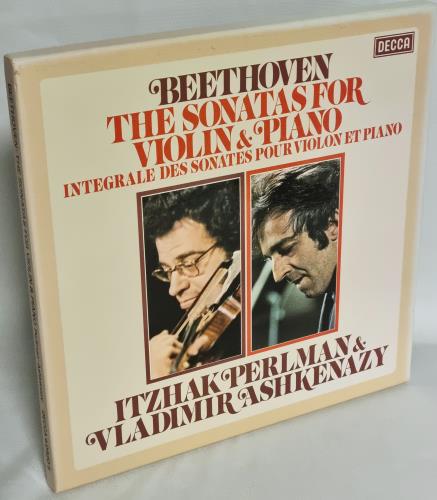 DECCA
BEETHOVEN
THE SONATAS FOR
VIOLIN & PIANO
INTEGRALE DES SONATES POUR VIOLON ET PIANO
ITZHAK PERLMAN &
VLADIMIR ASHKENAZY